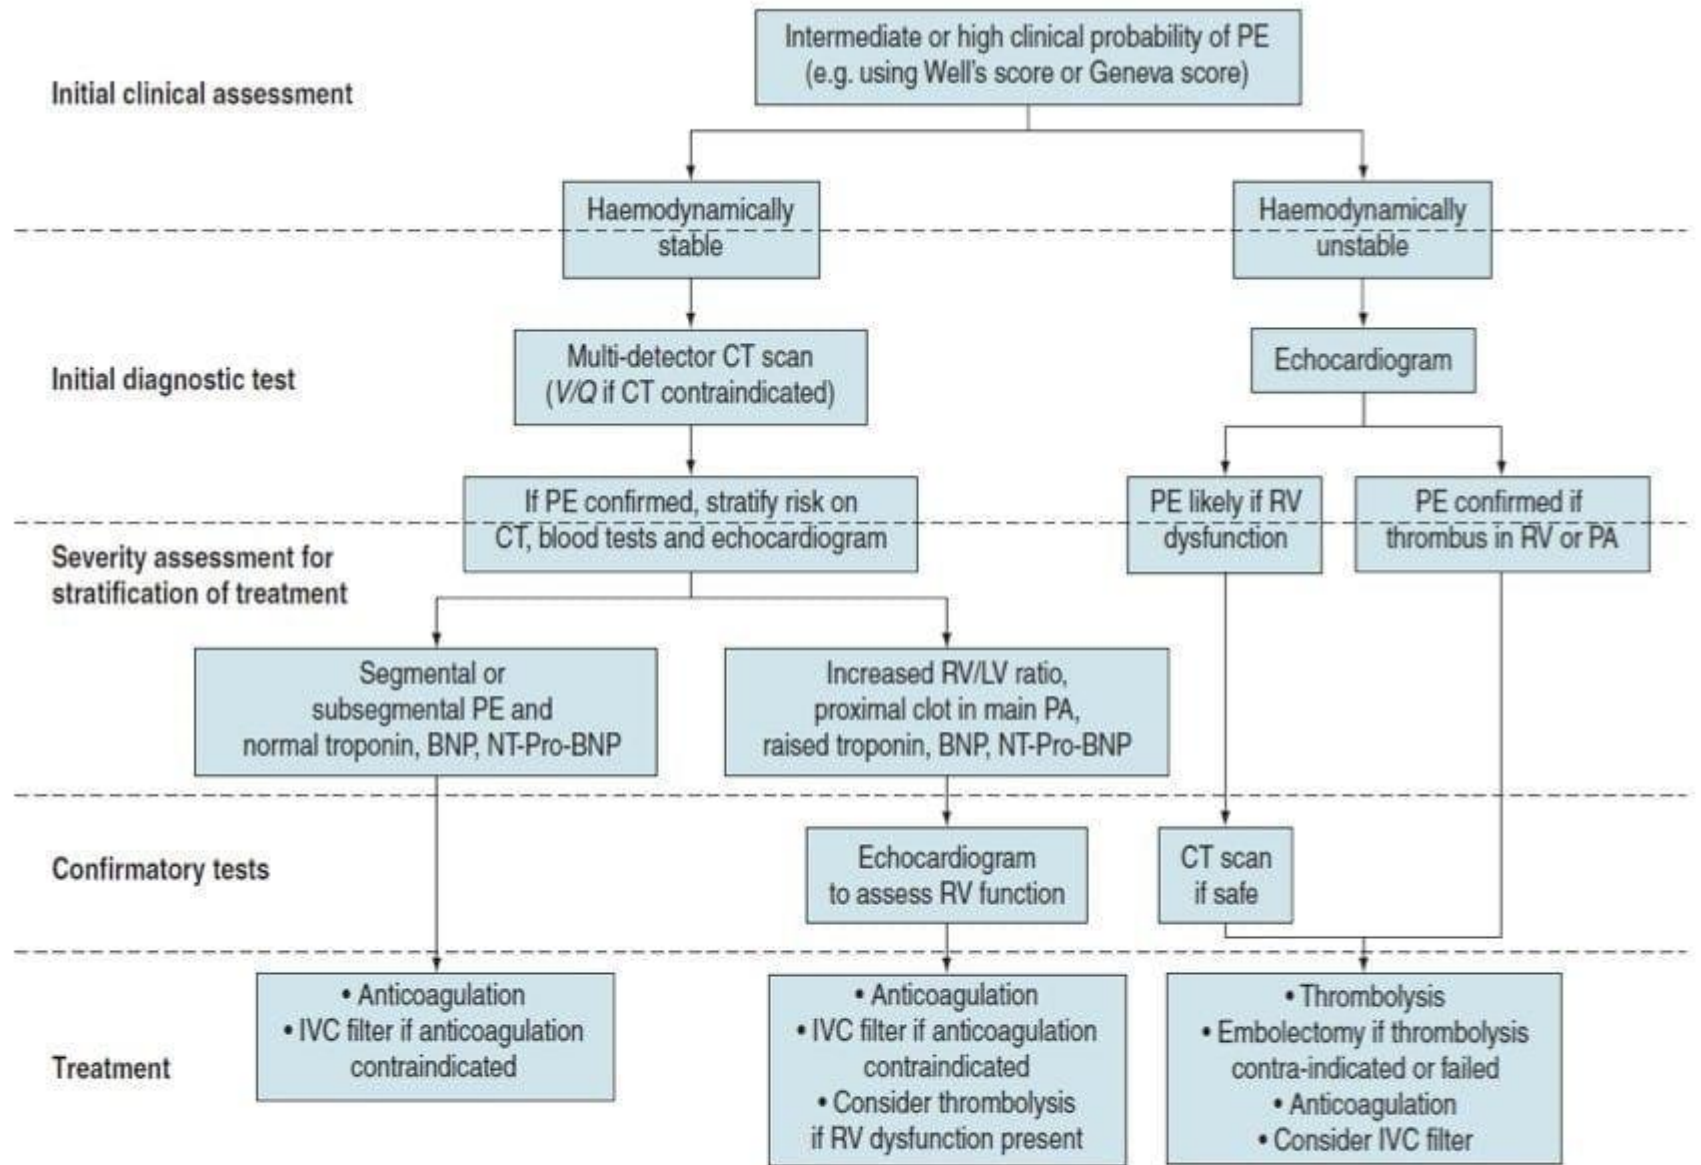 Intermediate or high clinical probability of PE
(e.g. using Well's score or Geneva score)
Initial clinical assessment
Haemodynamically
stable
Haemodynamically
unstable
Initial diagnostic test
Multi-detector CT scan
(V/Q if CT contraindicated)
Echocardiogram
If PE confirmed, stratify risk on
CT, blood tests and echocardiogram
PE likely if RV
dysfunction
PE confirmed if
thrombus in RV or PA
Severity assessment for
stratification of treatment
Segmental or
subsegmental PE and
normal troponin, BNP, NT-Pro-BNP
Increased RV/LV ratio,
proximal clot in main PA,
raised troponin, BNP, NT-Pro-BNP
Confirmatory tests
Echocardiogram
to assess RV function
CT scan
if safe
Treatment
• Anticoagulation
• IVC filter if anticoagulation
contraindicated
• Anticoagulation
• IVC filter if anticoagulation
contraindicated
• Consider thrombolysis
if RV dysfunction present
• Thrombolysis
• Embolectomy if thrombolysis
contra-indicated or failed
• Anticoagulation
• Consider IVC filter